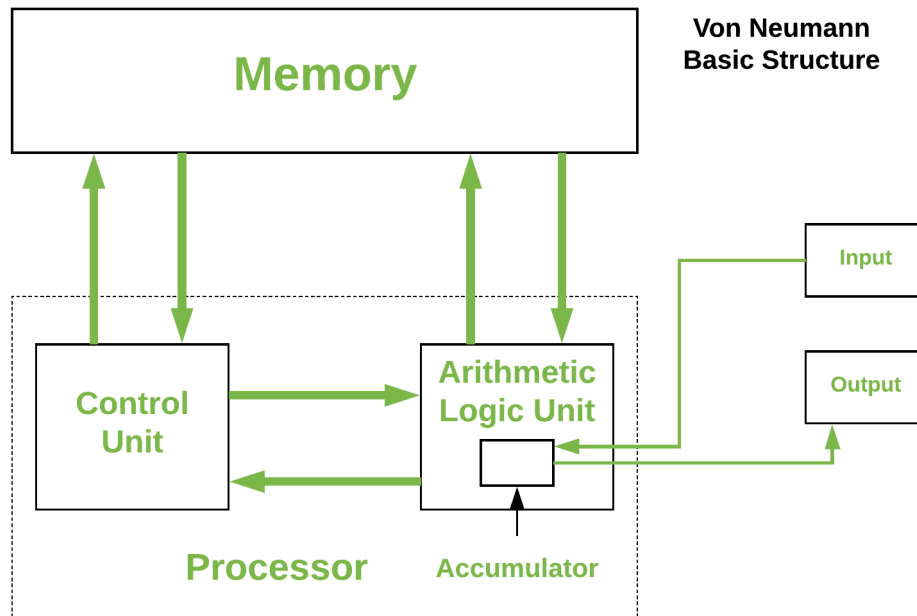 Von Neumann
Basic Structure
Memory
Input
Output
Control
Unit
Arithmetic
Logic Unit
Processor
Accumulator